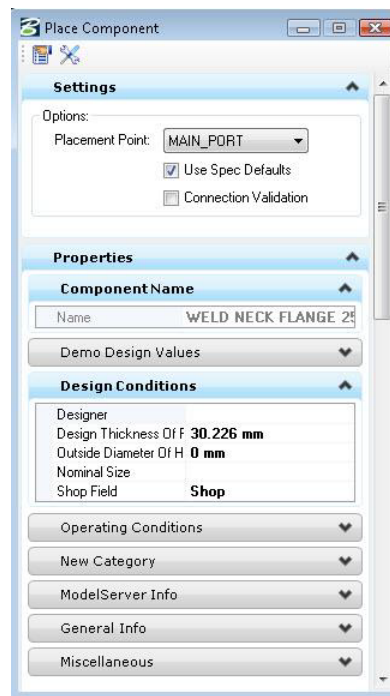 Place Component
Settings
Options:
Placement Point: MAIN_PORT
Use Spec Defaults
Connection Validation
Properties
Component Name
Name WELD NECK FLANGE
Demo Design Values
Design Conditions
Designer
Design Thickness Of F 30.226 mm
Outside Diameter Of H 0 mm
Nominal Size
Shop Field Shop
Operating Conditions
New Category
ModelServer Info
General Info
Miscellaneous